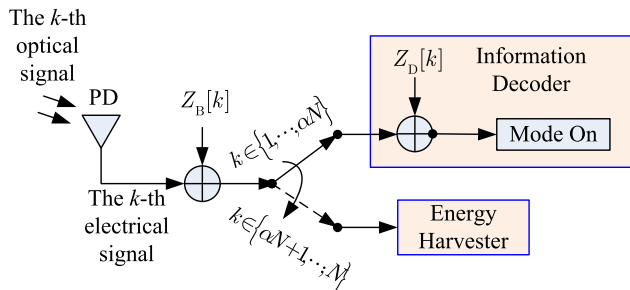 The k-th
optical
signal
PD
Z_B[k]
The k-th
electrical
signal
k∈{1,···,αN}
k∈{αN+1,···,N}
Z_D[k]
Information
Decoder
Mode On
Energy
Harvester